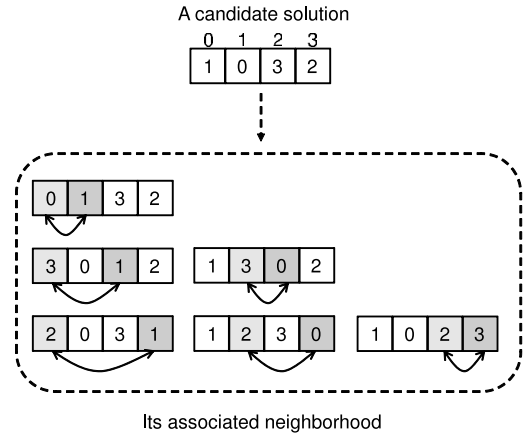 A candidate solution
0 1 2 3
1 0 3 2
0 1 3 2
3 0 1 2 1 3 0 2
2 0 3 1 1 2 3 0 1 0 2 3
Its associated neighborhood